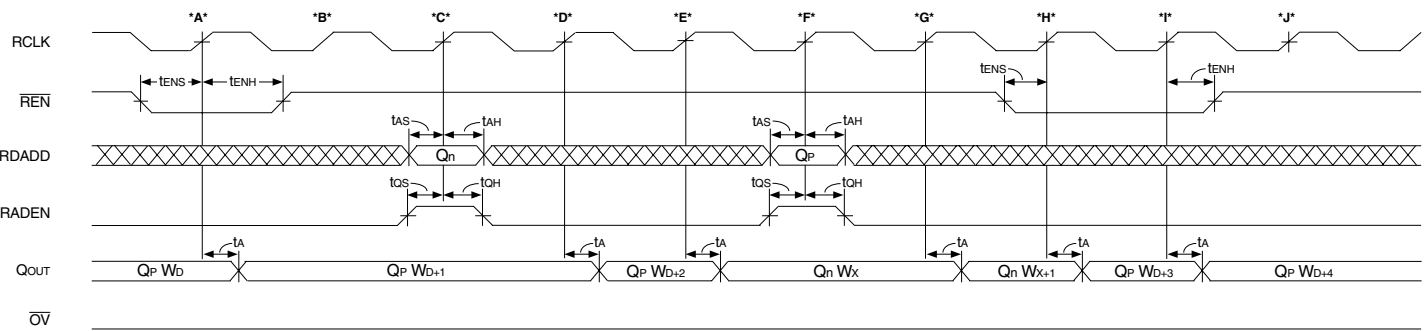 *A* *B* *C* *D* *E* *F* *G* *H* *I* *J*
RCLK
tENS tENH tENS tENH
REN
tAS tAH tAS tAH
RDADD Qn QP
tQS tQH tQS tQH
RADEN
tA tA tA tA tA tA
QOUT QP WD QP WD+1 QP WD+2 Qn WX Qn WX+1 QP WD+3 QP WD+4
OV